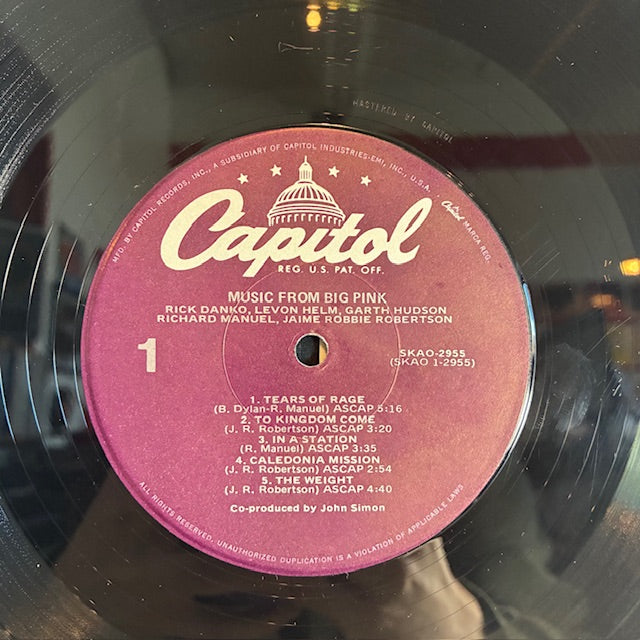 MASTERED BY CAPITOL
MFD. BY CAPITOL RECORDS, INC., A SUBSIDIARY OF CAPITOL INDUSTRIES-EMI, INC., U.S.A.
Capitol MARCA REG.
Capitol
REG. U.S. PAT. OFF.
MUSIC FROM BIG PINK
RICK DANKO, LEVON HELM, GARTH HUDSON
RICHARD MANUEL, JAIME ROBBIE ROBERTSON
1
SKAO-2955
(SKAO 1-2955)
1. TEARS OF RAGE
(B. Dylan-R. Manuel) ASCAP 5:16
2. TO KINGDOM COME
(J. R. Robertson) ASCAP 3:20
3. IN A STATION
(R. Manuel) ASCAP 3:35
4. CALEDONIA MISSION
(J. R. Robertson) ASCAP 2:54
5. THE WEIGHT
(J. R. Robertson) ASCAP 4:40
Co-produced by John Simon
ALL RIGHTS RESERVED. UNAUTHORIZED DUPLICATION IS A VIOLATION OF APPLICABLE LAWS